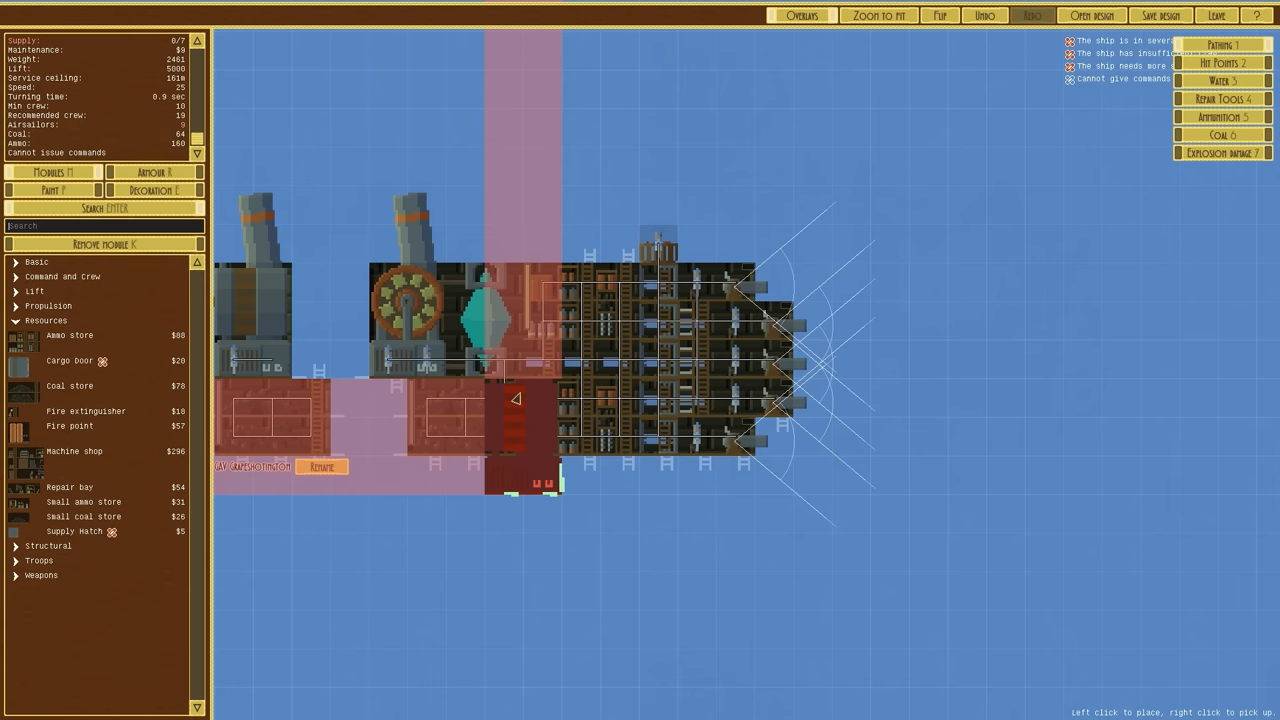 Overlays
Zoom to fit
Flip
Undo
Redo
Open design
Save design
Leave
?
Supply: 0/7
Maintenance: $9
Weight: 2461
Lift: 5000
Service ceiling: 161m
Speed: 25
Turning time: 0.9 sec
Min crew: 10
Recommended crew: 19
Airsailors: 9
Coal: 64
Ammo: 160
Cannot issue commands
Modules M
Armour R
Paint P
Decoration E
Search ENTER
Search
Remove module K
Basic
Command and Crew
Lift
Propulsion
Resources
Ammo store $88
Cargo Door $20
Coal store $78
Fire extinguisher $18
Fire point $57
Machine shop $296
Repair bay $54
Small ammo store $31
Small coal store $26
Supply Hatch $5
Structural
Troops
Weapons
The ship is in
The ship has
The ship needs more
Cannot give commands
Pathing 1
Hit Points 2
Water 3
Repair Tools 4
Ammunition 5
Coal 6
Explosion damage 7
Grapeshotington
Rename
Left click to place, right click to pick up.